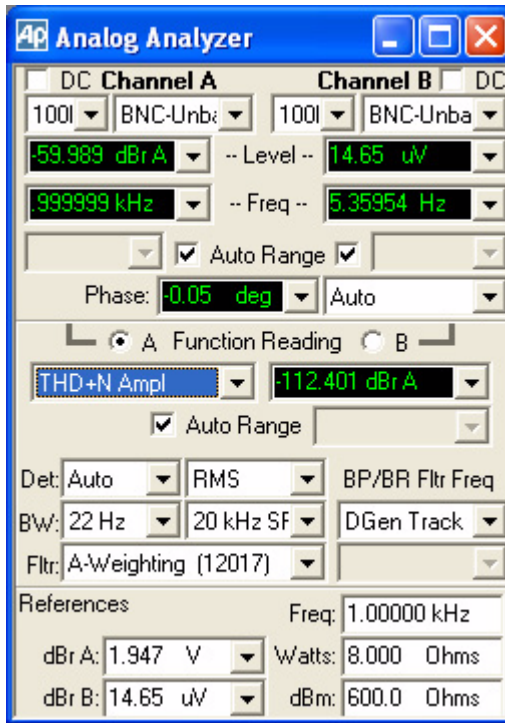 Ap Analog Analyzer
DC Channel A Channel B DC
BNC-Unba BNC-Unba
-59.989 dBr A -- Level -- 14.65 uV
.999999 kHz -- Freq -- 5.35954 Hz
Auto Range
Phase: -0.05 deg Auto
A Function Reading B
THD+N Ampl -112.401 dBr A
Auto Range
Det: Auto RMS BP/BR Fltr Freq
BW: 22 Hz 20 kHz SF DGen Track
Fltr: A-Weighting (12017)
References Freq: 1.00000 kHz
dBr A: 1.947 V Watts: 8.000 Ohms
dBr B: 14.65 uV dBm: 600.0 Ohms